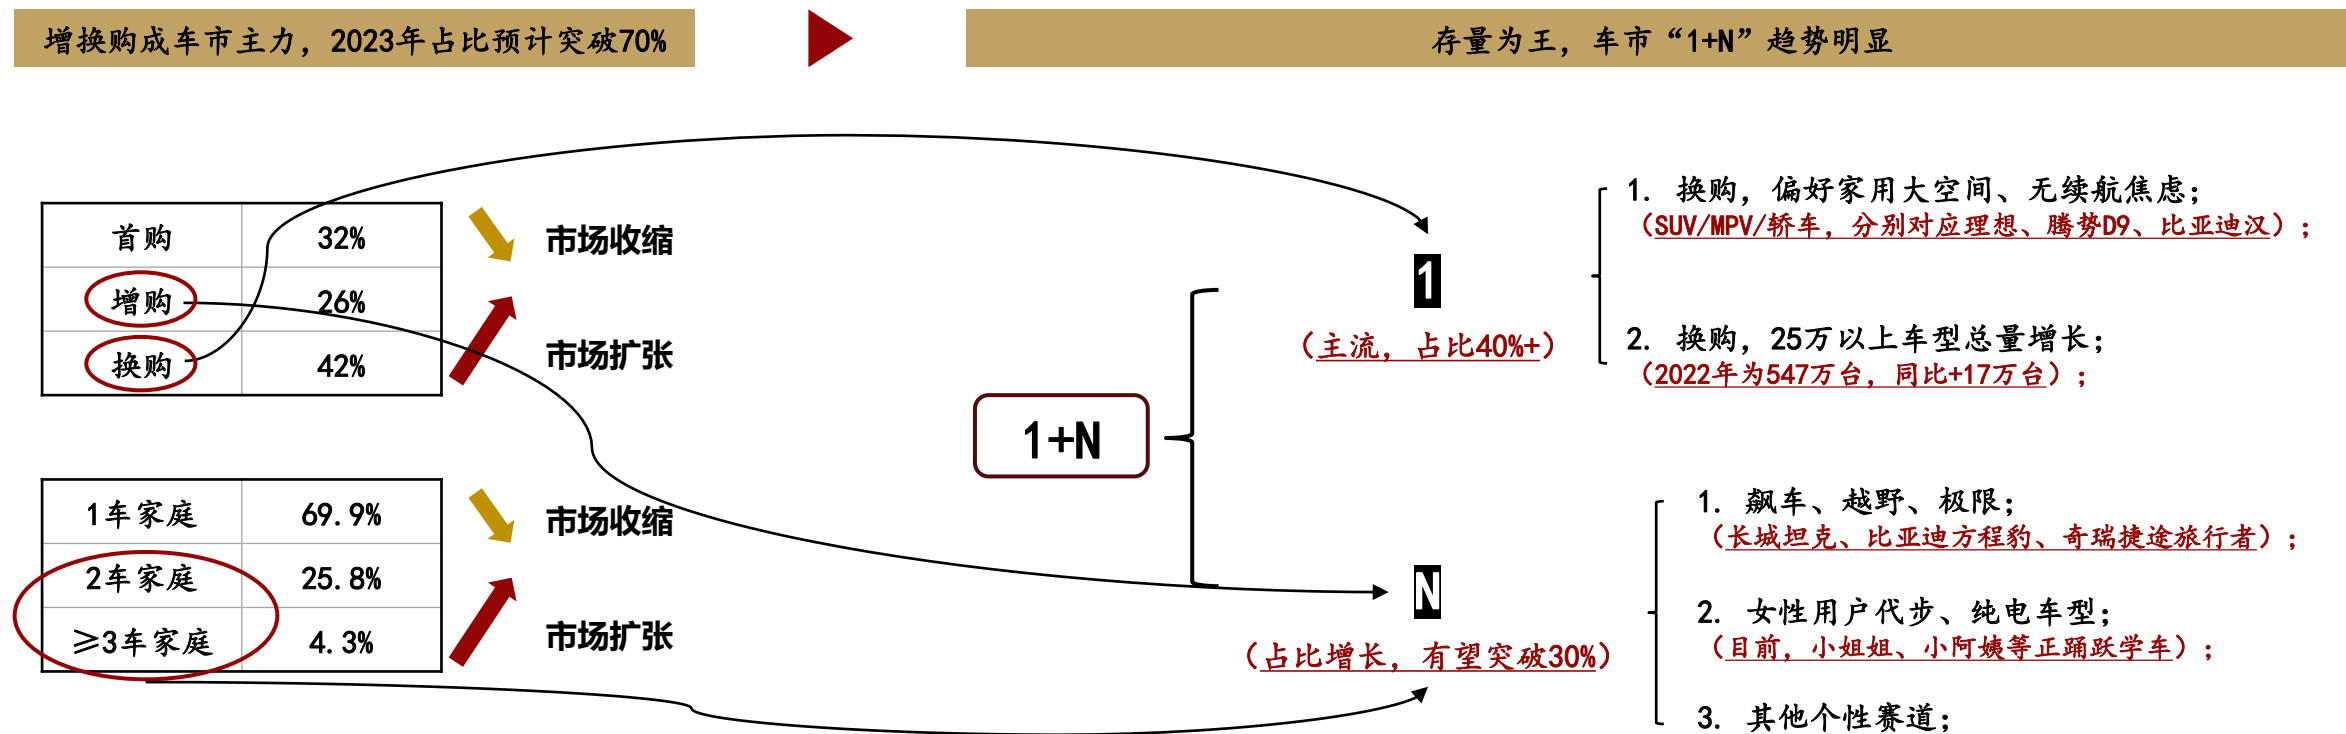 增换购成车市主力，2023年占比预计突破70%
存量为王，车市“1+N”趋势明显
首购 32%
增购 26%
换购 42%
市场收缩
市场扩张
1车家庭 69.9%
2车家庭 25.8%
≥3车家庭 4.3%
市场收缩
市场扩张
1+N
1
（主流，占比40%+）
N
（占比增长，有望突破30%）
1. 换购，偏好家用大空间、无续航焦虑；
（SUV/MPV/轿车，分别对应理想、腾势D9、比亚迪汉）；
2. 换购，25万以上车型总量增长；
（2022年为547万台，同比+17万台）；
1. 飙车、越野、极限；
（长城坦克、比亚迪方程豹、奇瑞捷途旅行者）；
2. 女性用户代步、纯电车型；
（目前，小姐姐、小阿姨等正踊跃学车）；
3. 其他个性赛道；